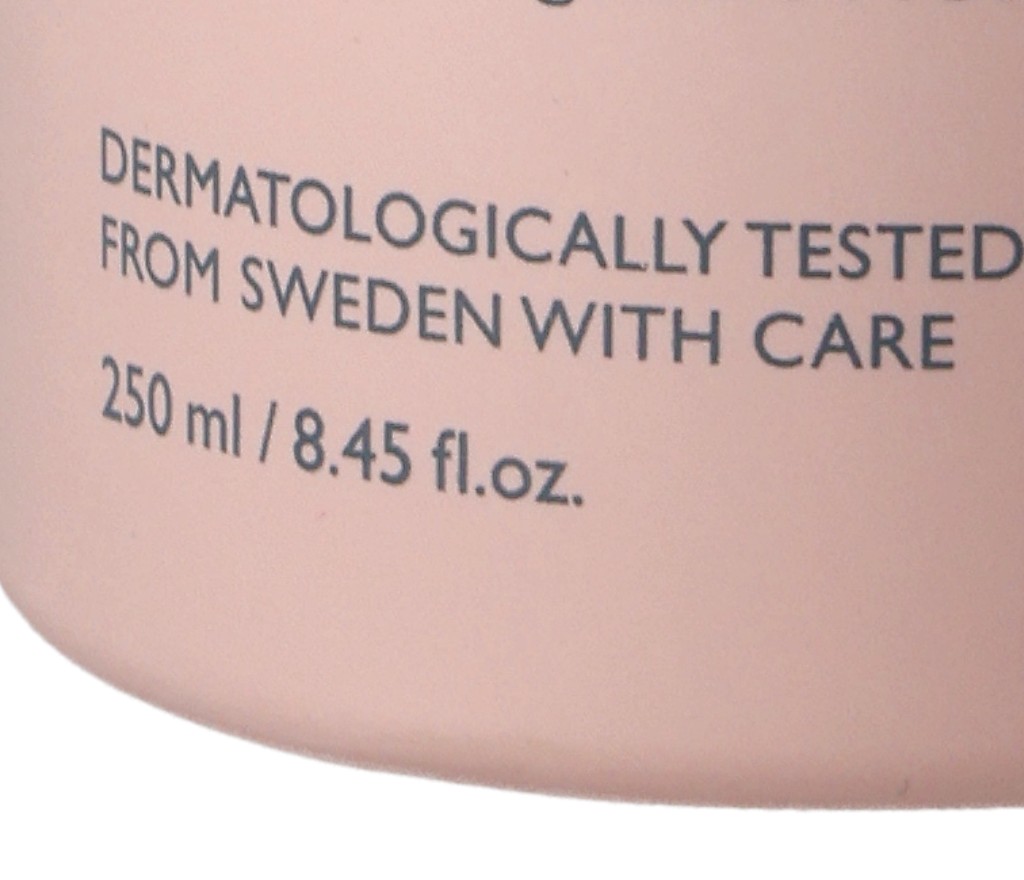 DERMATOLOGICALLY TESTED
FROM SWEDEN WITH CARE
250 ml / 8.45 fl.oz.